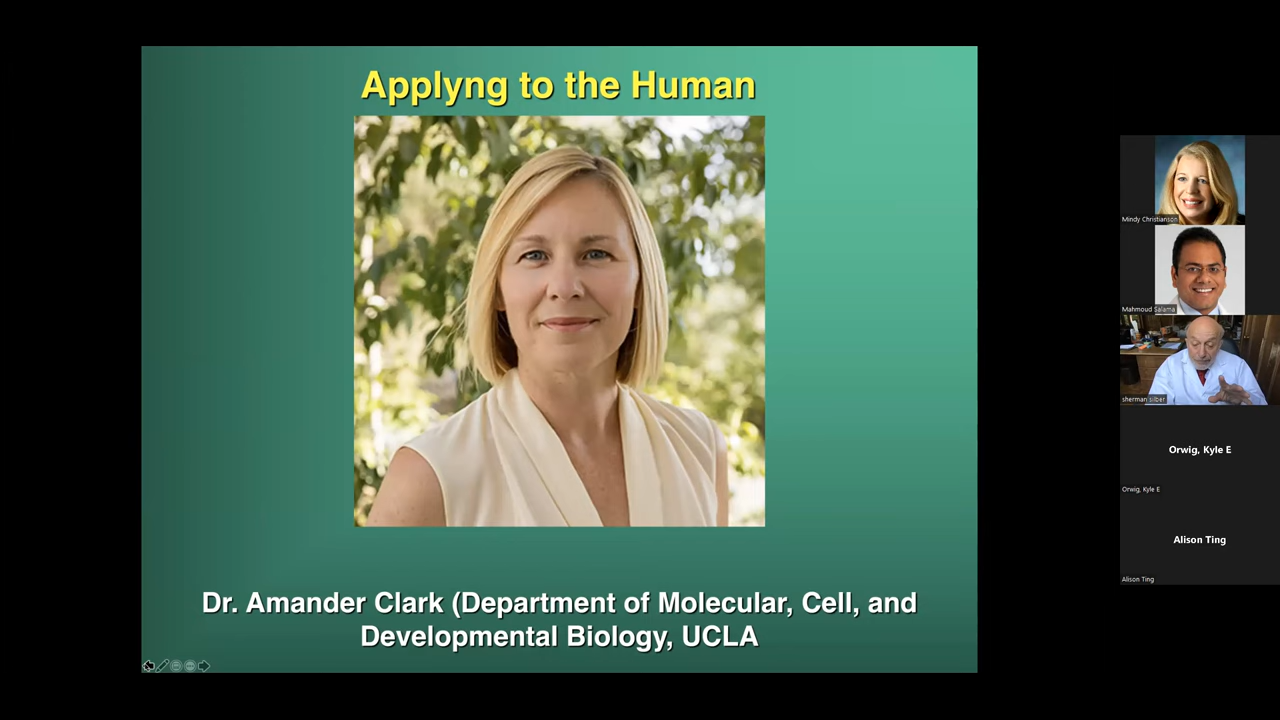 Applyng to the Human
Dr. Amander Clark (Department of Molecular, Cell, and
Developmental Biology, UCLA
Mindy Christianson
Mahmoud Salama
sherman silber
Orwig, Kyle E
Orwig, Kyle E
Alison Ting
Alison Ting